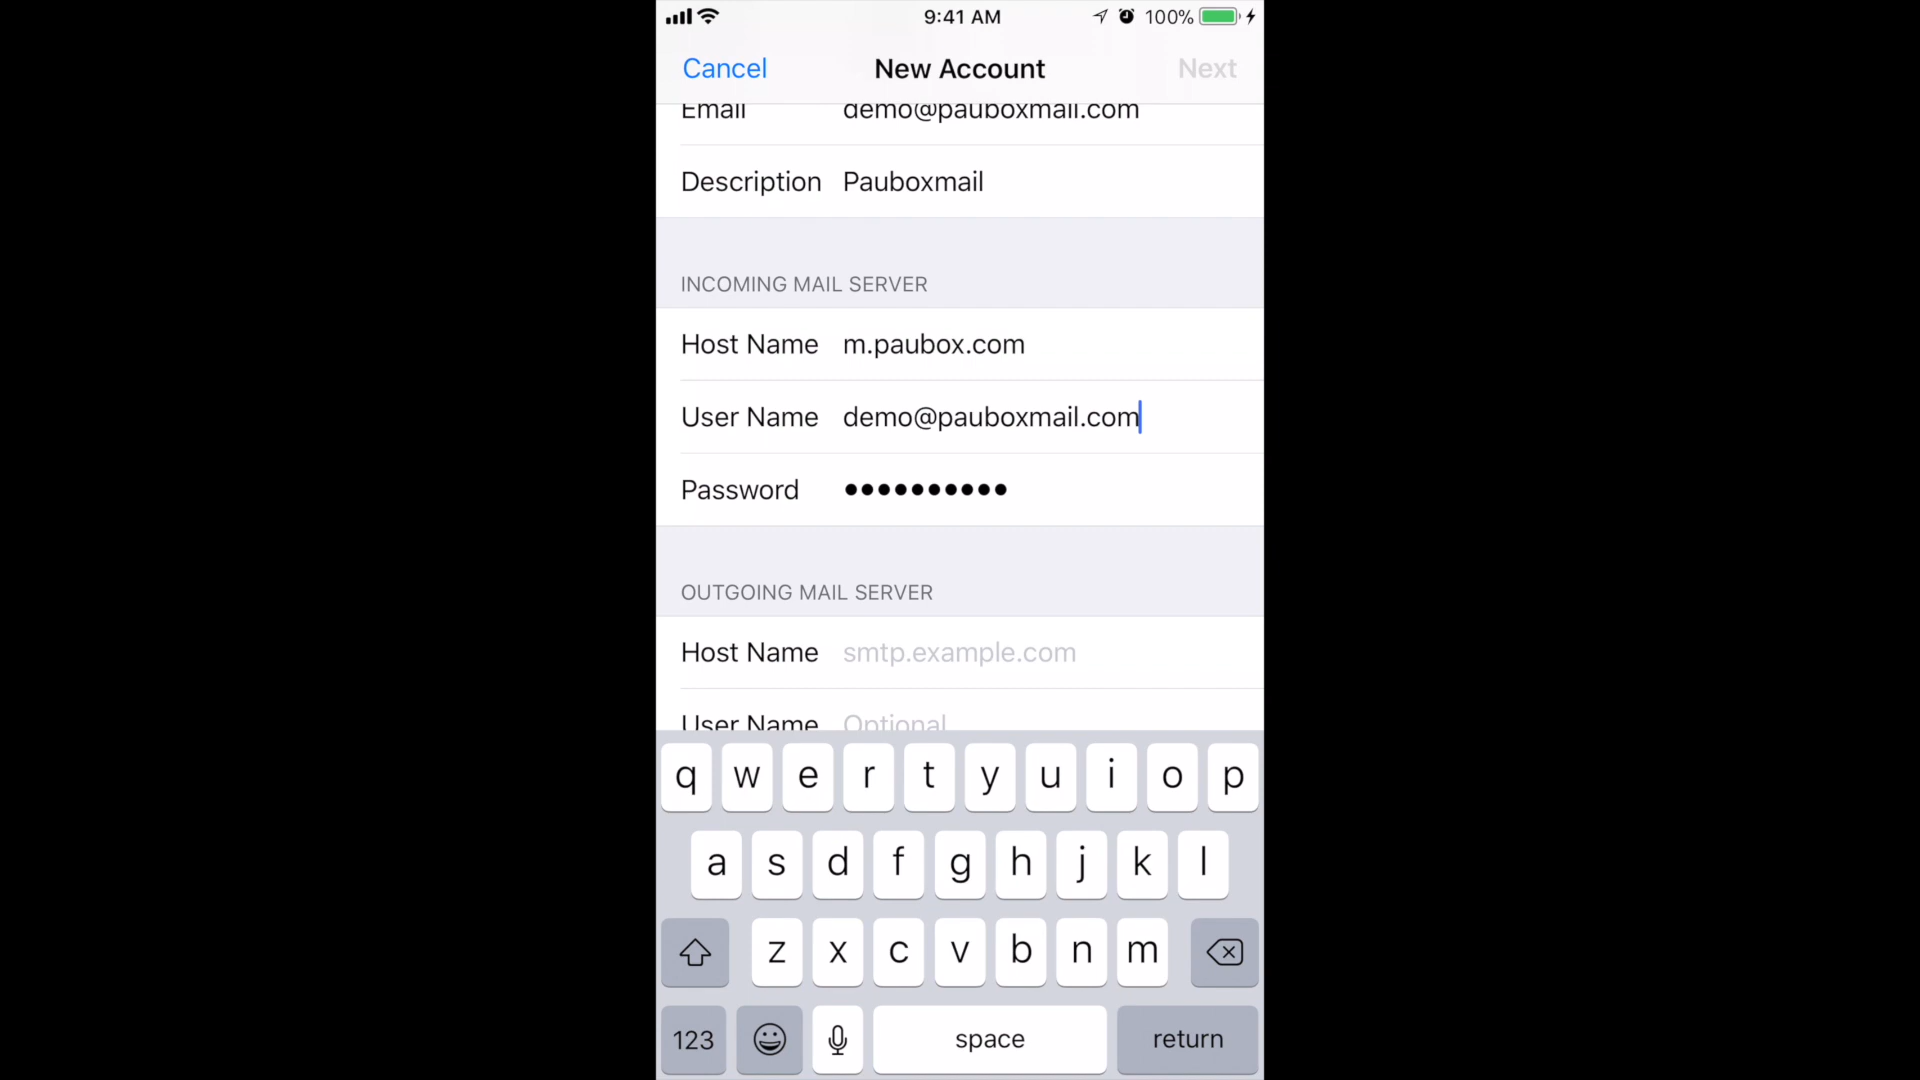 9:41 AM 100%
Cancel New Account Next
Email demo@pauboxmail.com
Description Pauboxmail
INCOMING MAIL SERVER
Host Name m.paubox.com
User Name demo@pauboxmail.com
Password ••••••••••
OUTGOING MAIL SERVER
Host Name smtp.example.com
User Name Optional
q w e r t y u i o p
a s d f g h j k l
z x c v b n m
123 space return